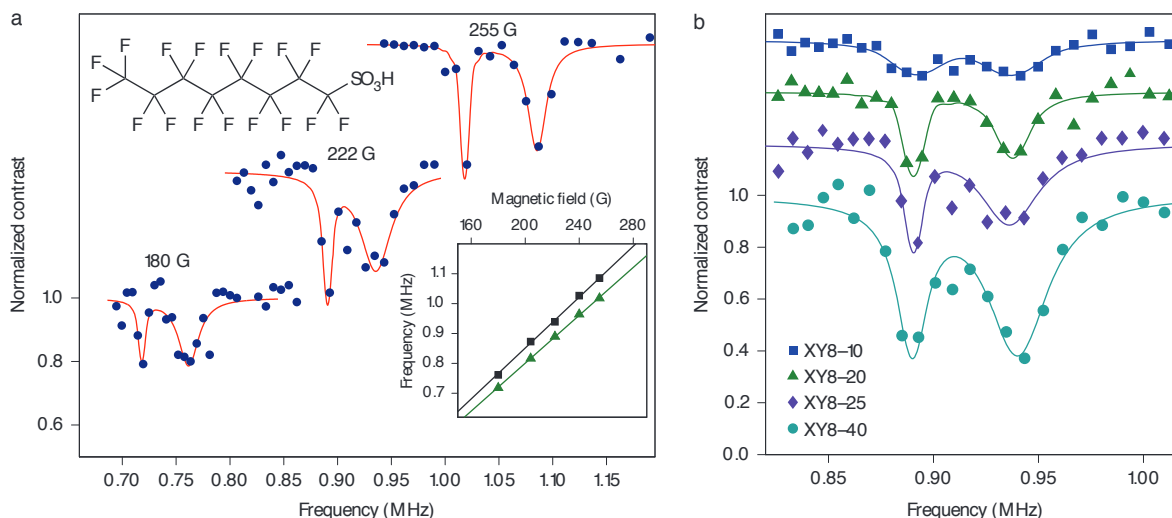 a
F F F F F F F F F
F F F F F F F F
SO3H
255 G
222 G
180 G
Normalized contrast
1.0
0.8
0.6
0.70 0.75 0.80 0.85 0.90 0.95 1.00 1.05 1.10 1.15
Frequency (MHz)
Magnetic field (G)
160 200 240 280
Frequency (MHz)
11
10
0.9
0.8
0.7
b
Normalized contrast
1.0
0.8
0.6
0.4
0.2
0.0
XY8–10
XY8–20
XY8–25
XY8–40
0.85 0.90 0.95 1.00
Frequency (MHz)